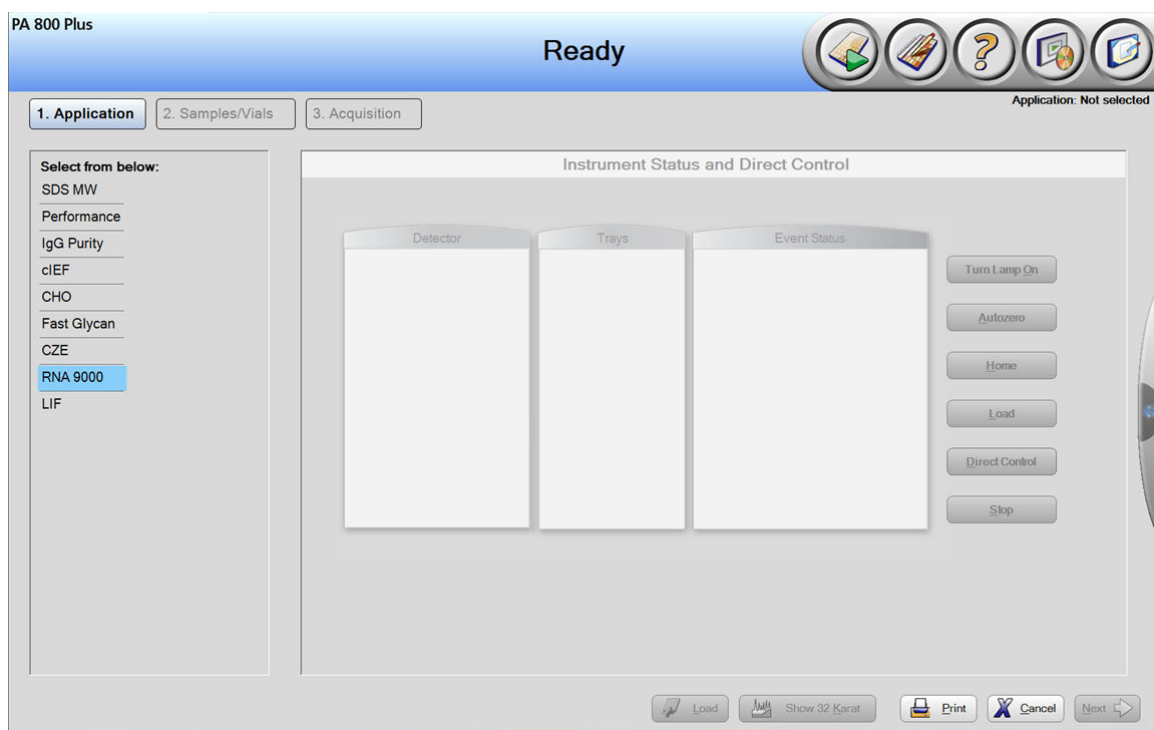 PA 800 Plus
Ready
Application: Not selected
1. Application
2. Samples/Vials
3. Acquisition
Select from below:
SDS MW
Performance
IgG Purity
cIEF
CHO
Fast Glycan
CZE
RNA 9000
LIF
Instrument Status and Direct Control
Detector
Trays
Event Status
Turn Lamp On
Autozero
Home
Load
Direct Control
Stop
Load
Show 32 Karat
Print
Cancel
Next